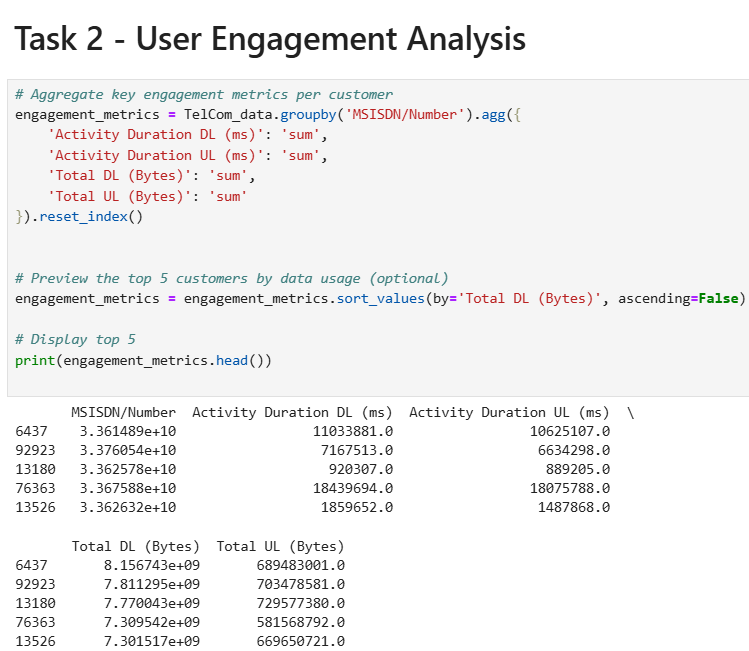 Task 2 - User Engagement Analysis
# Aggregate key engagement metrics per customer
engagement_metrics = TelCom_data.groupby('MSISDN/Number').agg({
    'Activity Duration DL (ms)': 'sum',
    'Activity Duration UL (ms)': 'sum',
    'Total DL (Bytes)': 'sum',
    'Total UL (Bytes)': 'sum'
}).reset_index()
# Preview the top 5 customers by data usage (optional)
engagement_metrics = engagement_metrics.sort_values(by='Total DL (Bytes)', ascending=False)
# Display top 5
print(engagement_metrics.head())
       MSISDN/Number  Activity Duration DL (ms)  Activity Duration UL (ms)  \
6437    3.361489e+10                 11033881.0                 10625107.0
92923   3.376054e+10                  7167513.0                  6634298.0
13180   3.362578e+10                   920307.0                   889205.0
76363   3.367588e+10                 18439694.0                 18075788.0
13526   3.362632e+10                  1859652.0                  1487868.0
       Total DL (Bytes)  Total UL (Bytes)
6437       8.156743e+09       689483001.0
92923      7.811295e+09       703478581.0
13180      7.770043e+09       729577380.0
76363      7.309542e+09       581568792.0
13526      7.301517e+09       669650721.0